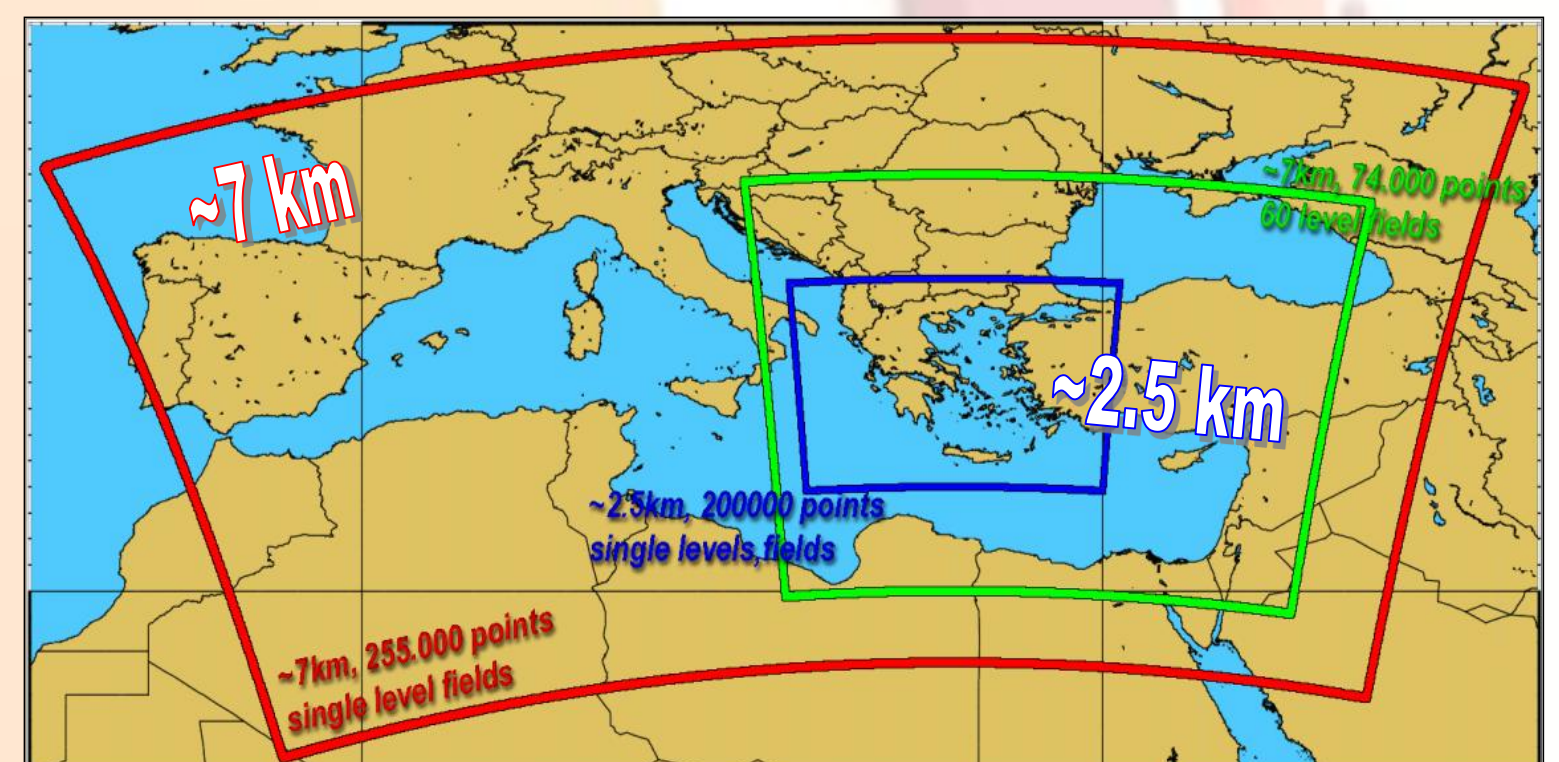 ~7 km
~7km, 74.000 points
60 level fields
~2.5 km
~2.5km, 200000 points
single levels,fields
~7km, 255.000 points
single level fields